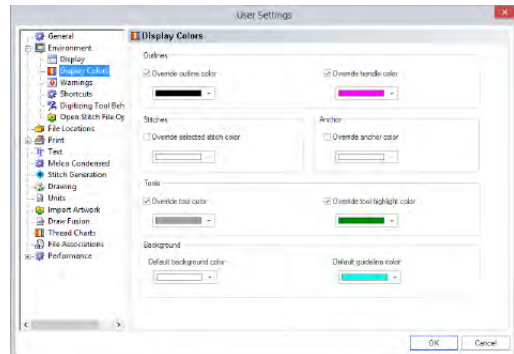 User Settings
General
Environment
Display
Display Colors
Warnings
Shortcuts
Digitizing Tool Beh
Open Stitch File Op
File Locations
Print
Text
Melco Condensed
Stitch Generation
Drawing
Units
Import Artwork
Draw Fusion
Thread Charts
File Associations
Performance
Display Colors
Outlines
Override outline color
Override handle color
Stitches
Anchor
Override selected stitch color
Override anchor color
Tools
Override tool color
Override tool highlight color
Background
Default background color
Default guideline color
OK
Cancel